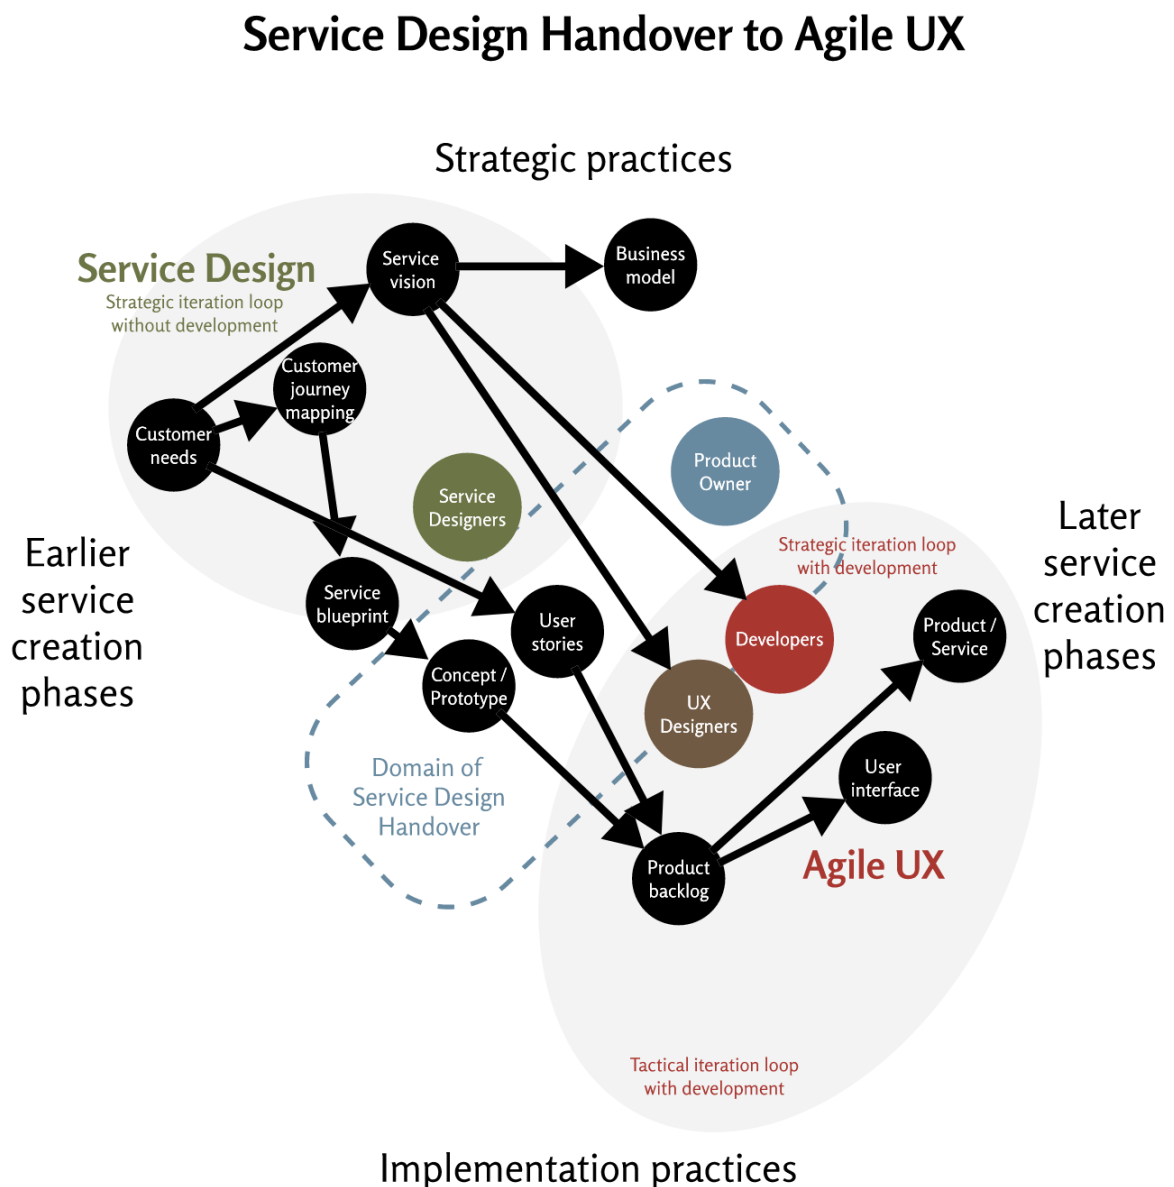 Service Design Handover to Agile UX
Strategic practices
Service Design
Strategic iteration loop
without development
Service
vision
Business
model
Customer
journey
mapping
Customer
needs
Service
Designers
Product
Owner
Earlier
service
creation
phases
Later
service
creation
phases
Strategic iteration loop
with development
Service
blueprint
User
stories
Developers
Product /
Service
Concept /
Prototype
UX
Designers
Domain of
Service Design
Handover
User
interface
Product
backlog
Agile UX
Tactical iteration loop
with development
Implementation practices